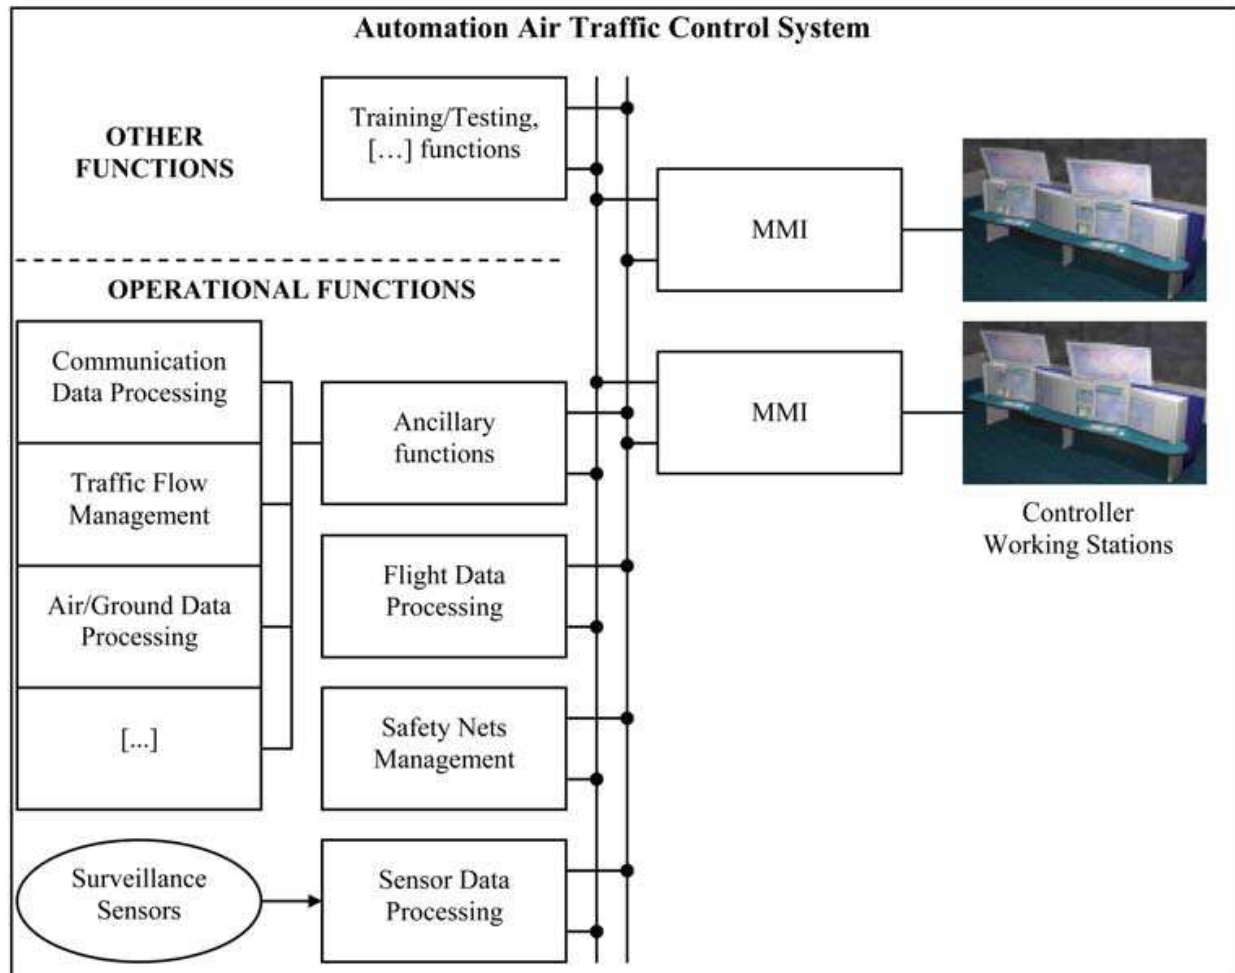 Automation Air Traffic Control System
OTHER
FUNCTIONS
Training/Testing,
[…] functions
MMI
OPERATIONAL FUNCTIONS
Communication
Data Processing
Traffic Flow
Management
Air/Ground Data
Processing
[...]
Ancillary
functions
MMI
Controller
Working Stations
Flight Data
Processing
Safety Nets
Management
Surveillance
Sensors
Sensor Data
Processing